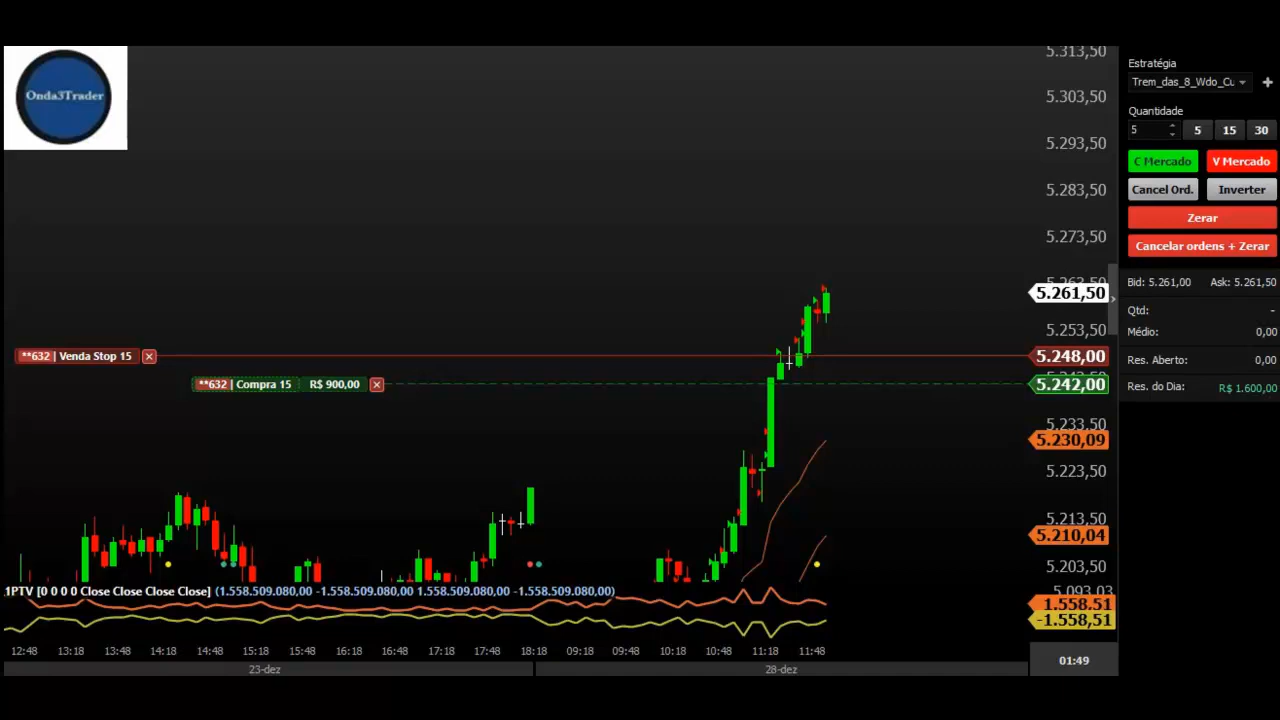 Onda3Trader
5.313,50
5.303,50
5.293,50
5.283,50
5.273,50
5.261,50
5.253,50
**632 | Venda Stop 15
5.248,00
**632 | Compra 15 R$ 900,00
5.242,00
5.233,50
5.230,09
5.223,50
5.213,50
5.210,04
5.203,50
1PTV [0 0 0 0 Close Close Close Close] (1.558.509.080,00 -1.558.509.080,00 1.558.509.080,00 -1.558.509.080,00)
5.093,03
1.558,51
-1.558,51
12:48 13:18 13:48 14:18 14:48 15:18 15:48 16:18 16:48 17:18 17:48 18:18 09:18 09:48 10:18 10:48 11:18 11:48
23-dez 28-dez
01:49
Estratégia
Trem_das_8_Wdo_Cu
Quantidade
5 5 15 30
C Mercado V Mercado
Cancel Ord. Inverter
Zerar
Cancelar ordens + Zerar
Bid: 5.261,00 Ask: 5.261,50
Qtd: -
Médio: 0,00
Res. Aberto: 0,00
Res. do Dia: R$ 1.600,00